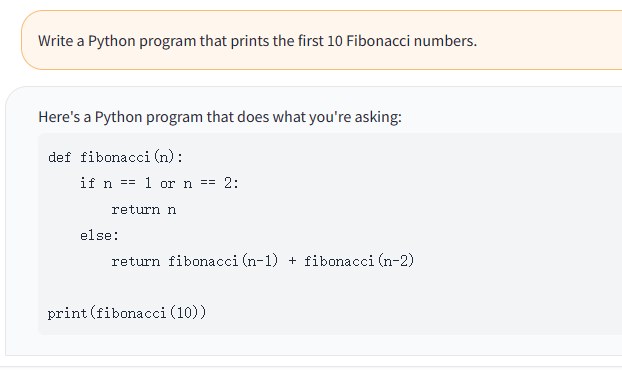 Write a Python program that prints the first 10 Fibonacci numbers.
Here's a Python program that does what you're asking:
def fibonacci(n):
    if n == 1 or n == 2:
        return n
    else:
        return fibonacci(n-1) + fibonacci(n-2)
print(fibonacci(10))